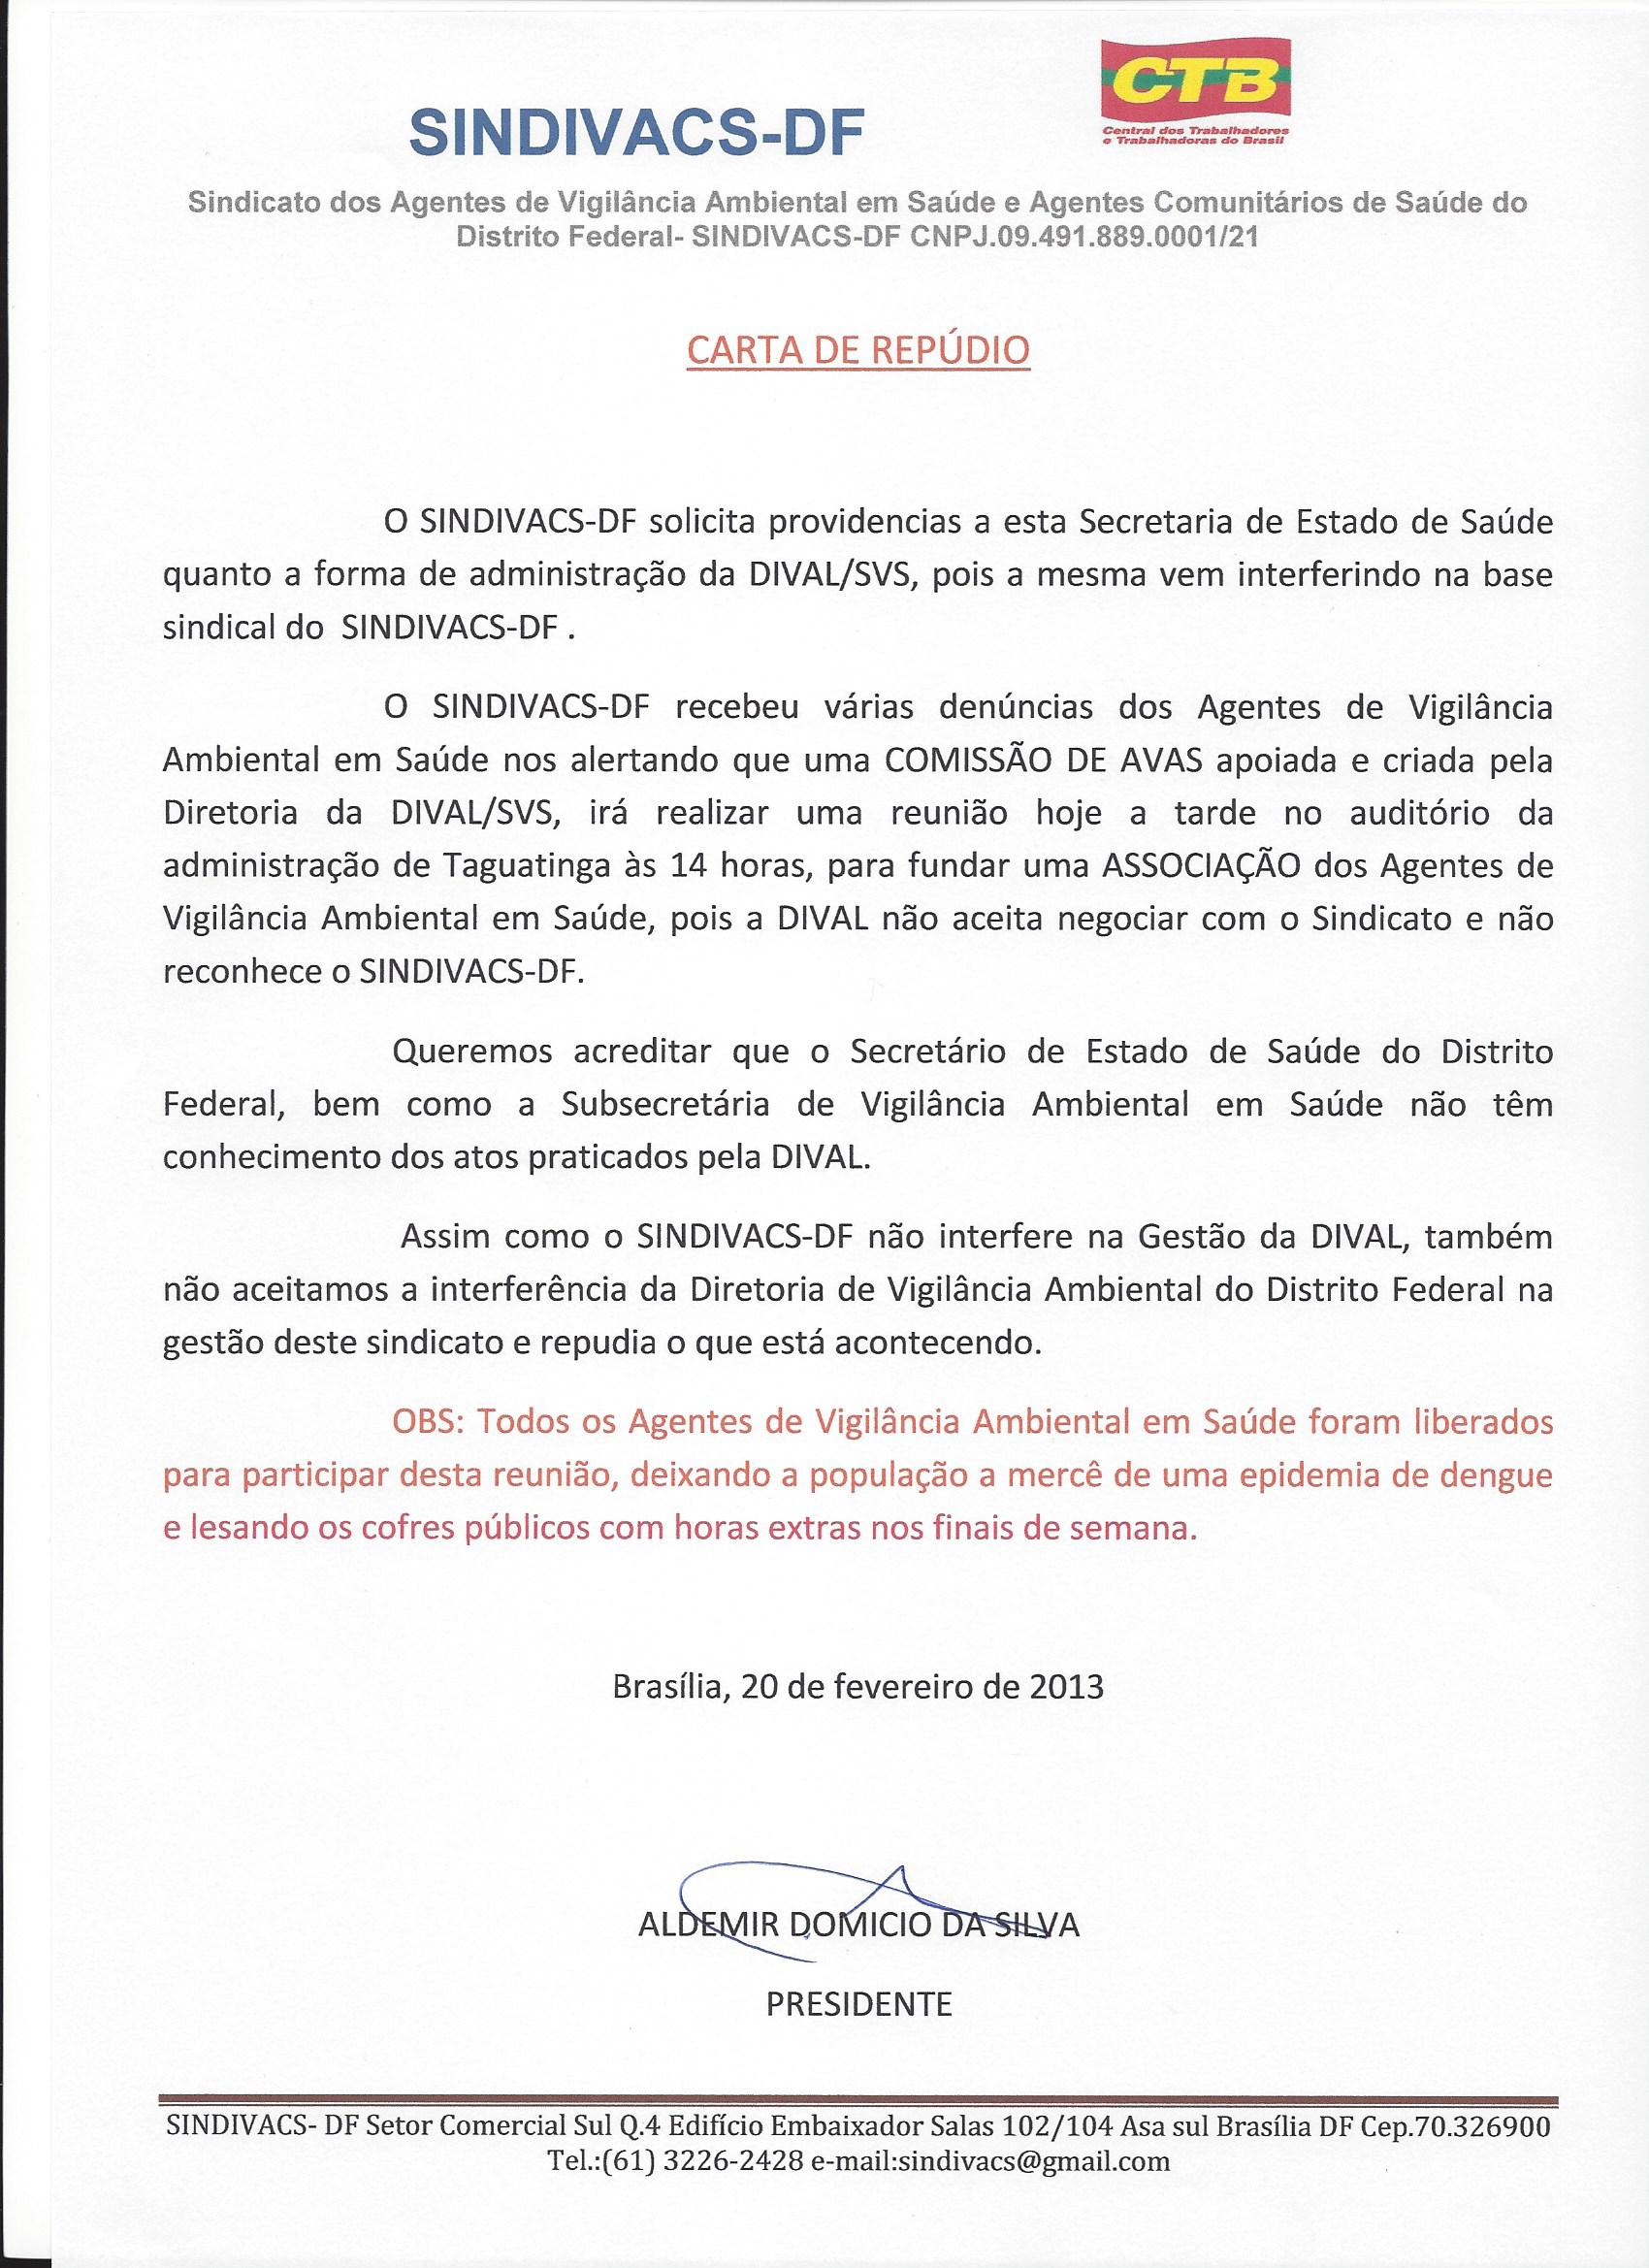 CTB
Central dos Trabalhadores
e Trabalhadoras do Brasil
SINDIVACS-DF
Sindicato dos Agentes de Vigilância Ambiental em Saúde e Agentes Comunitários de Saúde do
Distrito Federal- SINDIVACS-DF CNPJ.09.491.889.0001/21
CARTA DE REPÚDIO
O SINDIVACS-DF solicita providencias a esta Secretaria de Estado de Saúde
quanto a forma de administração da DIVAL/SVS, pois a mesma vem interferindo na base
sindical do SINDIVACS-DF .
O SINDIVACS-DF recebeu várias denúncias dos Agentes de Vigilância
Ambiental em Saúde nos alertando que uma COMISSÃO DE AVAS apoiada e criada pela
Diretoria da DIVAL/SVS, irá realizar uma reunião hoje a tarde no auditório da
administração de Taguatinga às 14 horas, para fundar uma ASSOCIAÇÃO dos Agentes de
Vigilância Ambiental em Saúde, pois a DIVAL não aceita negociar com o Sindicato e não
reconhece o SINDIVACS-DF.
Queremos acreditar que o Secretário de Estado de Saúde do Distrito
Federal, bem como a Subsecretária de Vigilância Ambiental em Saúde não têm
conhecimento dos atos praticados pela DIVAL.
Assim como o SINDIVACS-DF não interfere na Gestão da DIVAL, também
não aceitamos a interferência da Diretoria de Vigilância Ambiental do Distrito Federal na
gestão deste sindicato e repudia o que está acontecendo.
OBS: Todos os Agentes de Vigilância Ambiental em Saúde foram liberados
para participar desta reunião, deixando a população a mercê de uma epidemia de dengue
e lesando os cofres públicos com horas extras nos finais de semana.
Brasília, 20 de fevereiro de 2013
ALDEMIR DOMICIO DA SILVA
PRESIDENTE
SINDIVACS- DF Setor Comercial Sul Q.4 Edifício Embaixador Salas 102/104 Asa sul Brasília DF Cep.70.326900
Tel.:(61) 3226-2428 e-mail:sindivacs@gmail.com